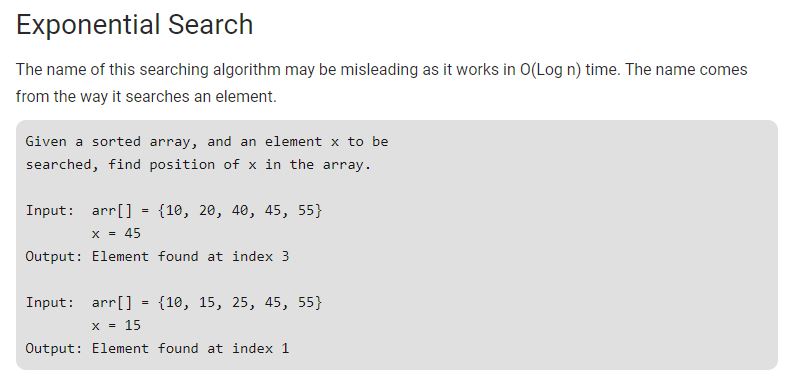 Exponential Search
The name of this searching algorithm may be misleading as it works in O(Log n) time. The name comes
from the way it searches an element.
Given a sorted array, and an element x to be
searched, find position of x in the array.
Input:  arr[] = {10, 20, 40, 45, 55}
        x = 45
Output: Element found at index 3
Input:  arr[] = {10, 15, 25, 45, 55}
        x = 15
Output: Element found at index 1